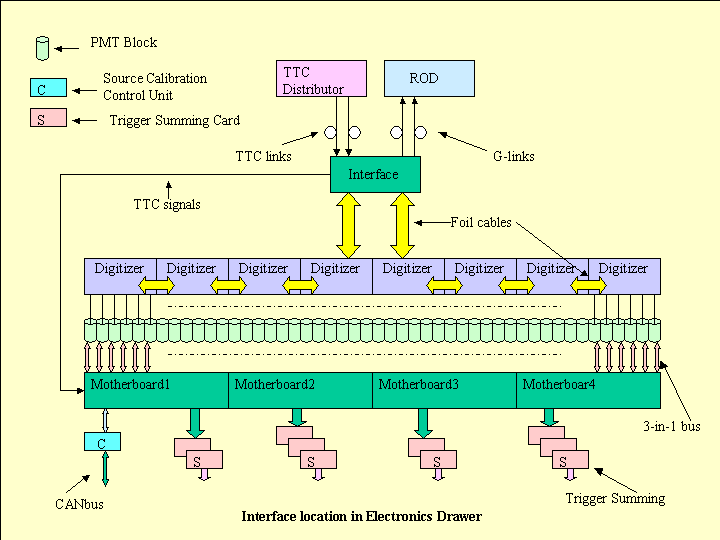 PMT Block
TTC
Distributor
ROD
C
Source Calibration
Control Unit
S
Trigger Summing Card
TTC links
G-links
Interface
TTC signals
Foil cables
Digitizer
Digitizer
Digitizer
Digitizer
Digitizer
Digitizer
Digitizer
Digitizer
Motherboard1
Motherboard2
Motherboard3
Motherboar4
3-in-1 bus
C
S
S
S
S
CANbus
Trigger Summing
Interface location in Electronics Drawer